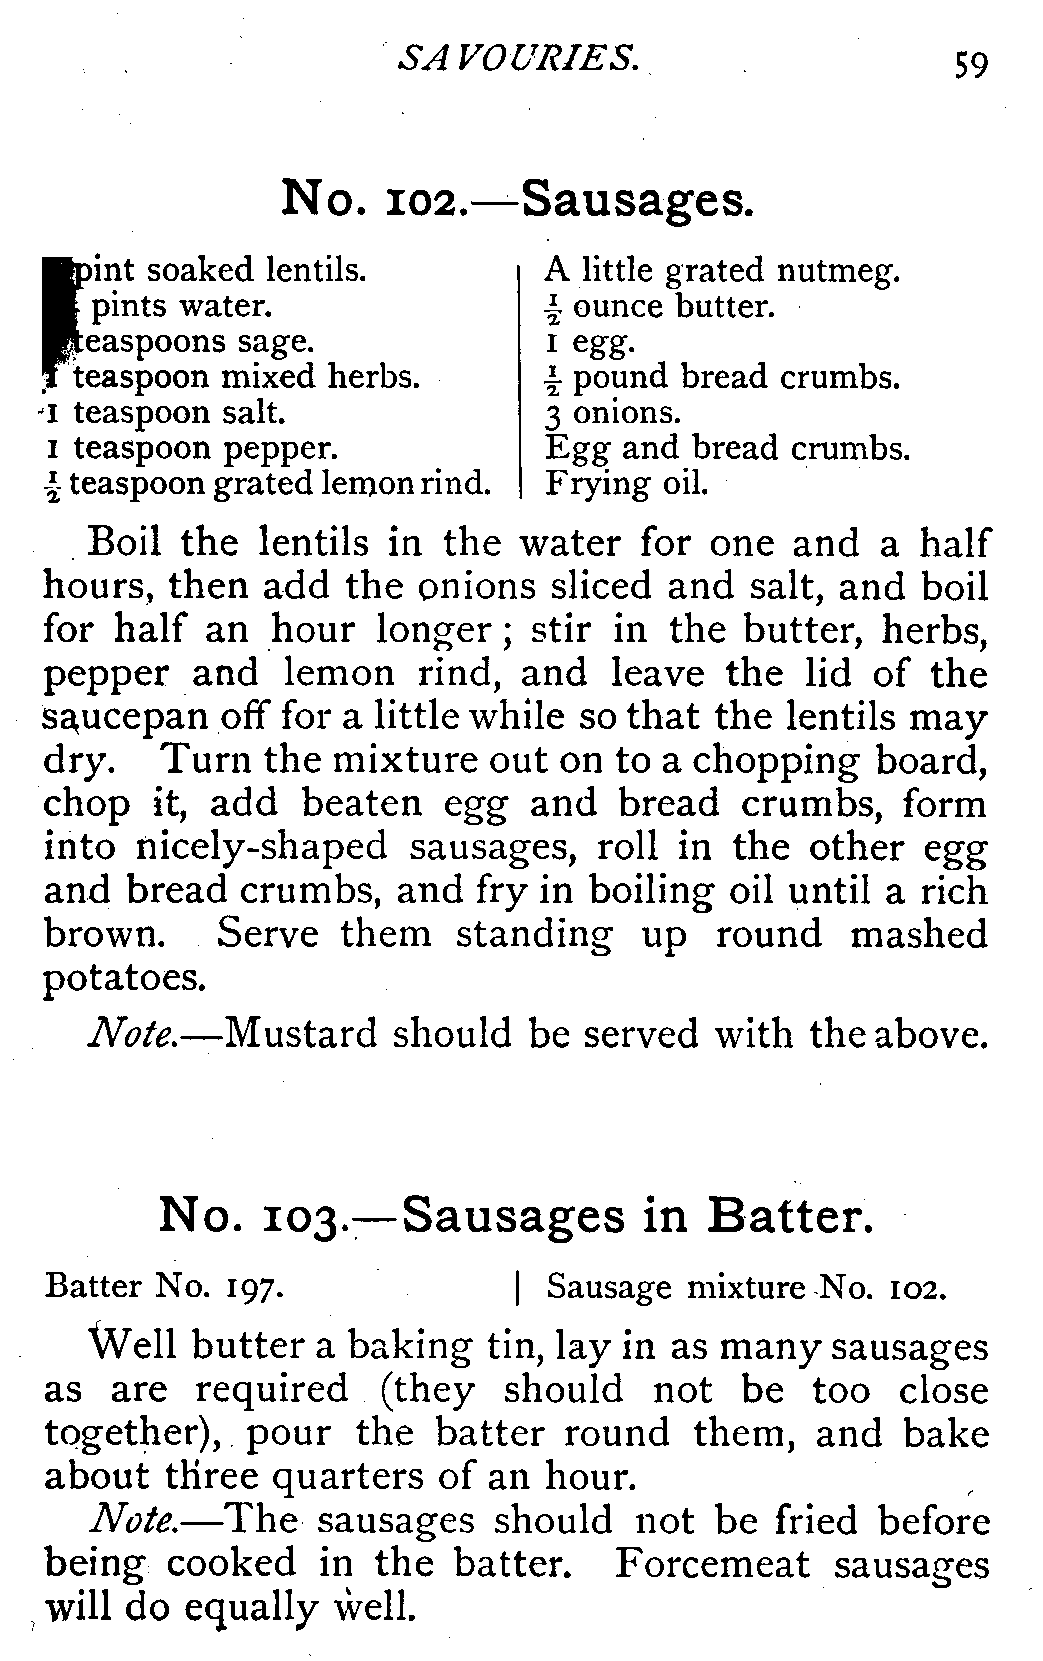 SAVOURIES. 59
No. 102.—Sausages.
pint soaked lentils.
pints water.
teaspoons sage.
1 teaspoon mixed herbs.
1 teaspoon salt.
1 teaspoon pepper.
½ teaspoon grated lemon rind.
A little grated nutmeg.
½ ounce butter.
1 egg.
½ pound bread crumbs.
3 onions.
Egg and bread crumbs.
Frying oil.
Boil the lentils in the water for one and a half
hours, then add the onions sliced and salt, and boil
for half an hour longer; stir in the butter, herbs,
pepper and lemon rind, and leave the lid of the
saucepan off for a little while so that the lentils may
dry. Turn the mixture out on to a chopping board,
chop it, add beaten egg and bread crumbs, form
into nicely-shaped sausages, roll in the other egg
and bread crumbs, and fry in boiling oil until a rich
brown. Serve them standing up round mashed
potatoes.
Note.—Mustard should be served with the above.
No. 103.—Sausages in Batter.
Batter No. 197. | Sausage mixture No. 102.
Well butter a baking tin, lay in as many sausages
as are required (they should not be too close
together), pour the batter round them, and bake
about three quarters of an hour.
Note.—The sausages should not be fried before
being cooked in the batter. Forcemeat sausages
will do equally well.